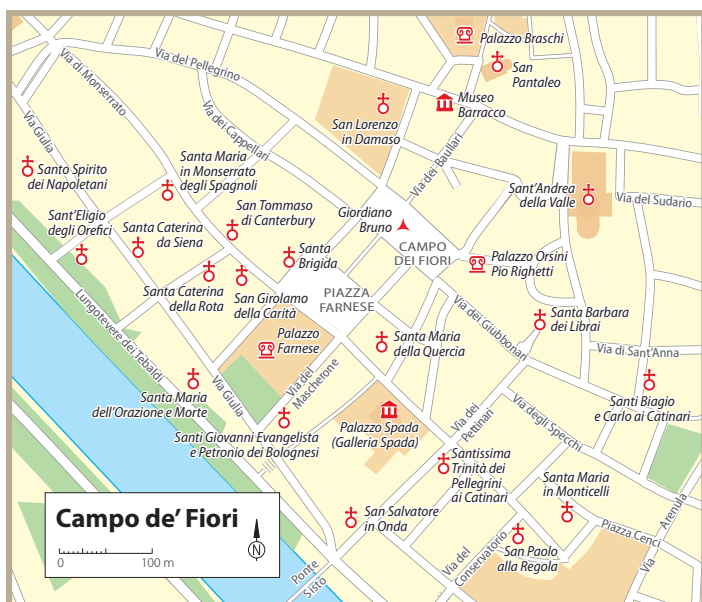 Palazzo Braschi
San
Pantaleo
Via del Pellegrino
Via di Monserrato
Museo
Barracco
San Lorenzo
in Damaso
Via Giulia
Via dei Cappellari
Via dei Baullari
Santo Spirito
dei Napoletani
Santa Maria
in Monserrato
degli Spagnoli
Sant'Andrea
della Valle
Via del Sudario
Sant'Eligio
degli Orefici
Santa Caterina
da Siena
San Tommaso
di Canterbury
Giordiano
Bruno
CAMPO
DEI FIORI
Santa
Brigida
Palazzo Orsini
Pio Righetti
Santa Caterina
della Rota
San Girolamo
della Carità
PIAZZA
FARNESE
Lungotevere dei Tebaldi
Via dei Giubbonari
Santa Barbara
dei Librai
Palazzo
Farnese
Santa Maria
della Quercia
Via di Sant'Anna
Santa Maria
dell'Orazione e Morte
Via Giulia
Via del
Mascherone
Santi Biagio
e Carlo ai Catinari
Santi Giovanni Evangelista
e Petronio dei Bolognesi
Palazzo Spada
(Galleria Spada)
Via dei
Pettinari
Via degli Specchi
Santissima
Trinità dei
Pellegrini
ai Catinari
Santa Maria
in Monticelli
San Salvatore
in Onda
Via Arenula
Piazza Cenci
San Paolo
alla Regola
Via del
Conservatorio
Ponte
Sisto
Campo de' Fiori
N
0
100 m